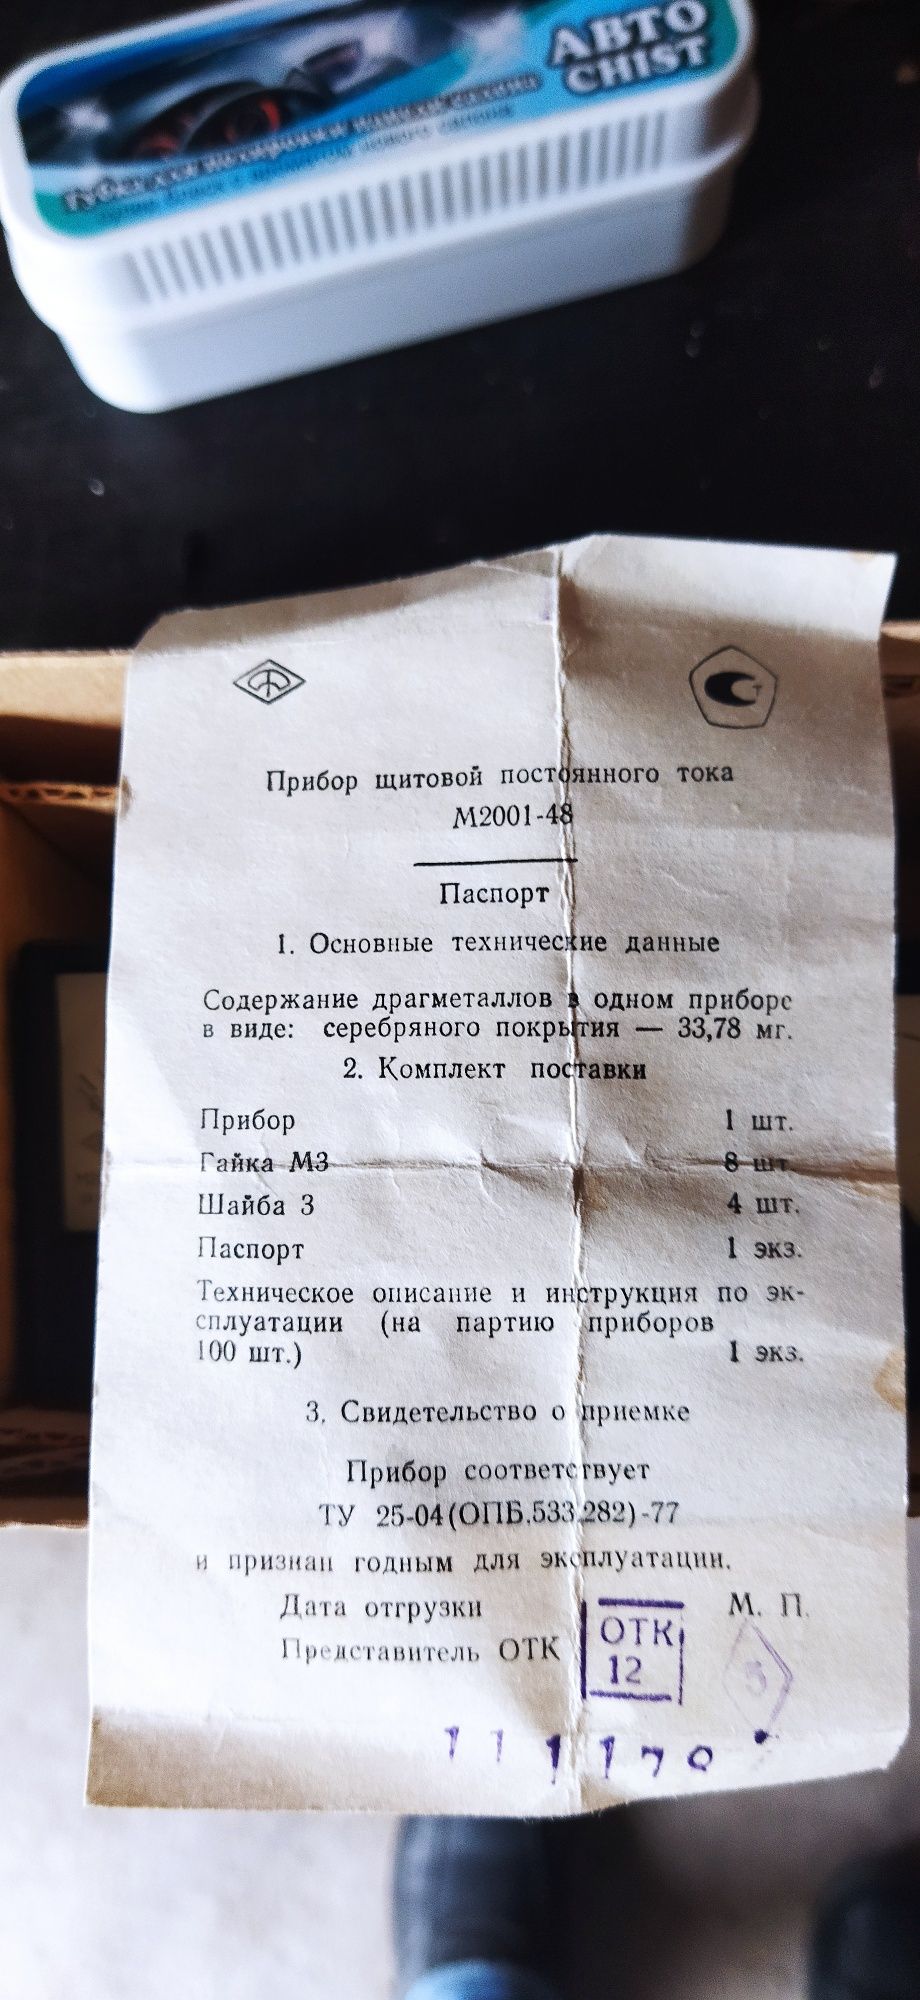 АВТО
CHIST
Прибор щитовой постоянного тока
М2001-48
Паспорт
1. Основные технические данные
Содержание драгметаллов в одном приборе
в виде: серебряного покрытия — 33,78 мг.
2. Комплект поставки
Прибор 1 шт.
Гайка М3 8 шт.
Шайба 3 4 шт.
Паспорт 1 экз.
Техническое описание и инструкция по эк-
сплуатации (на партию приборов
100 шт.) 1 экз.
3. Свидетельство о приемке
Прибор соответствует
ТУ 25-04(ОПБ.533.282)-77
и признан годным для эксплуатации.
Дата отгрузки М. П.
Представитель ОТК
ОТК
12
5